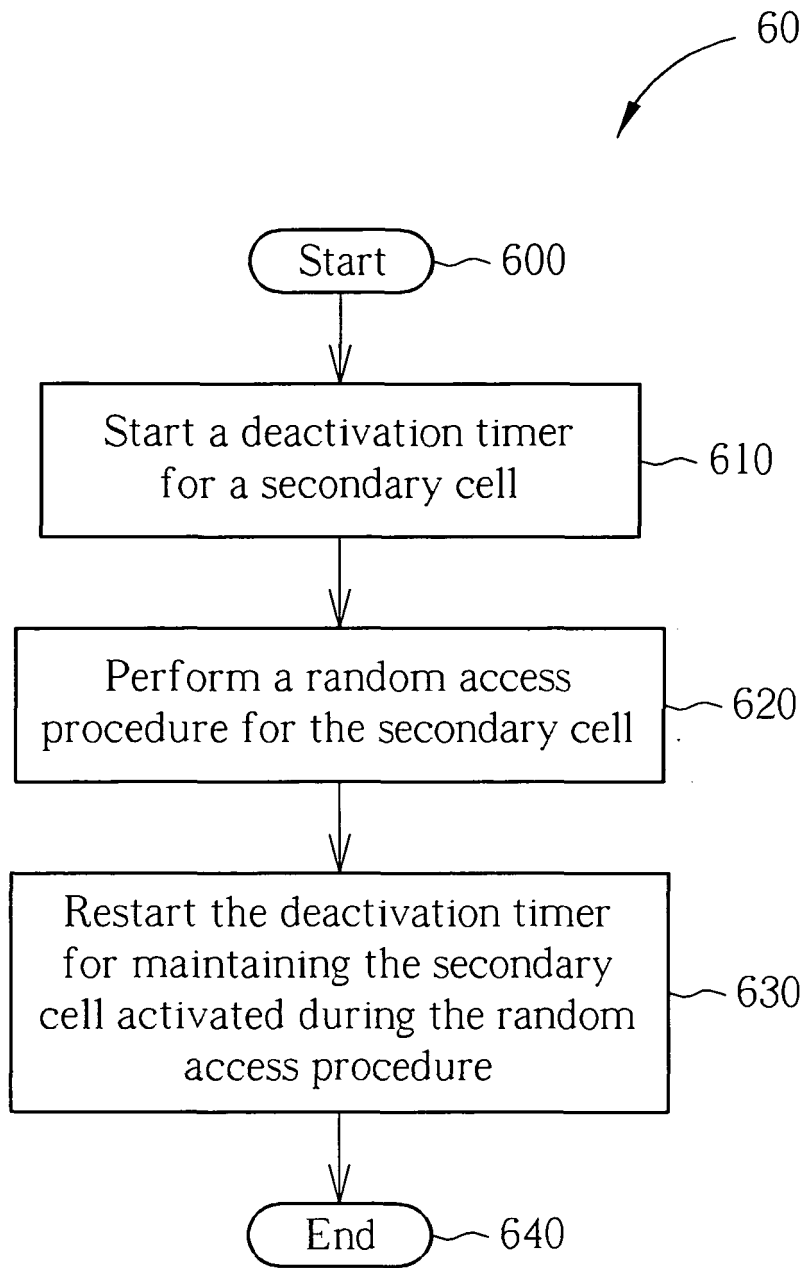 60
Start
600
Start a deactivation timer
for a secondary cell
610
Perform a random access
procedure for the secondary cell
620
Restart the deactivation timer
for maintaining the secondary
cell activated during the random
access procedure
630
End
640